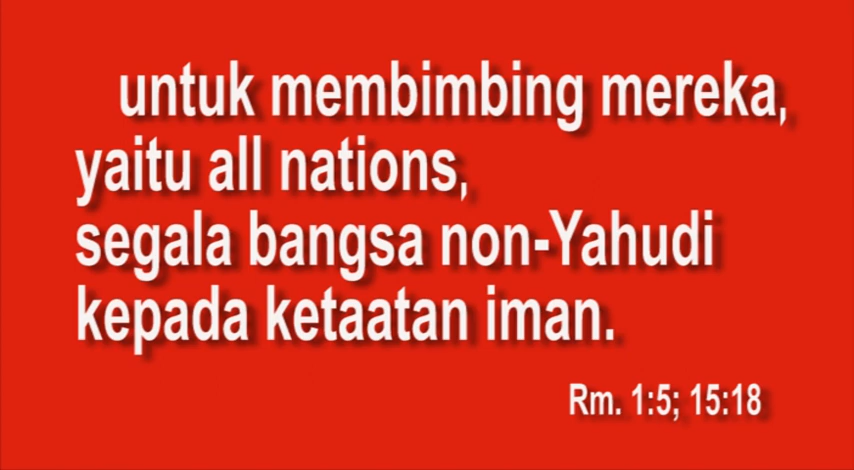 untuk membimbing mereka,
yaitu all nations,
segala bangsa non-Yahudi
kepada ketaatan iman.
Rm. 1:5; 15:18